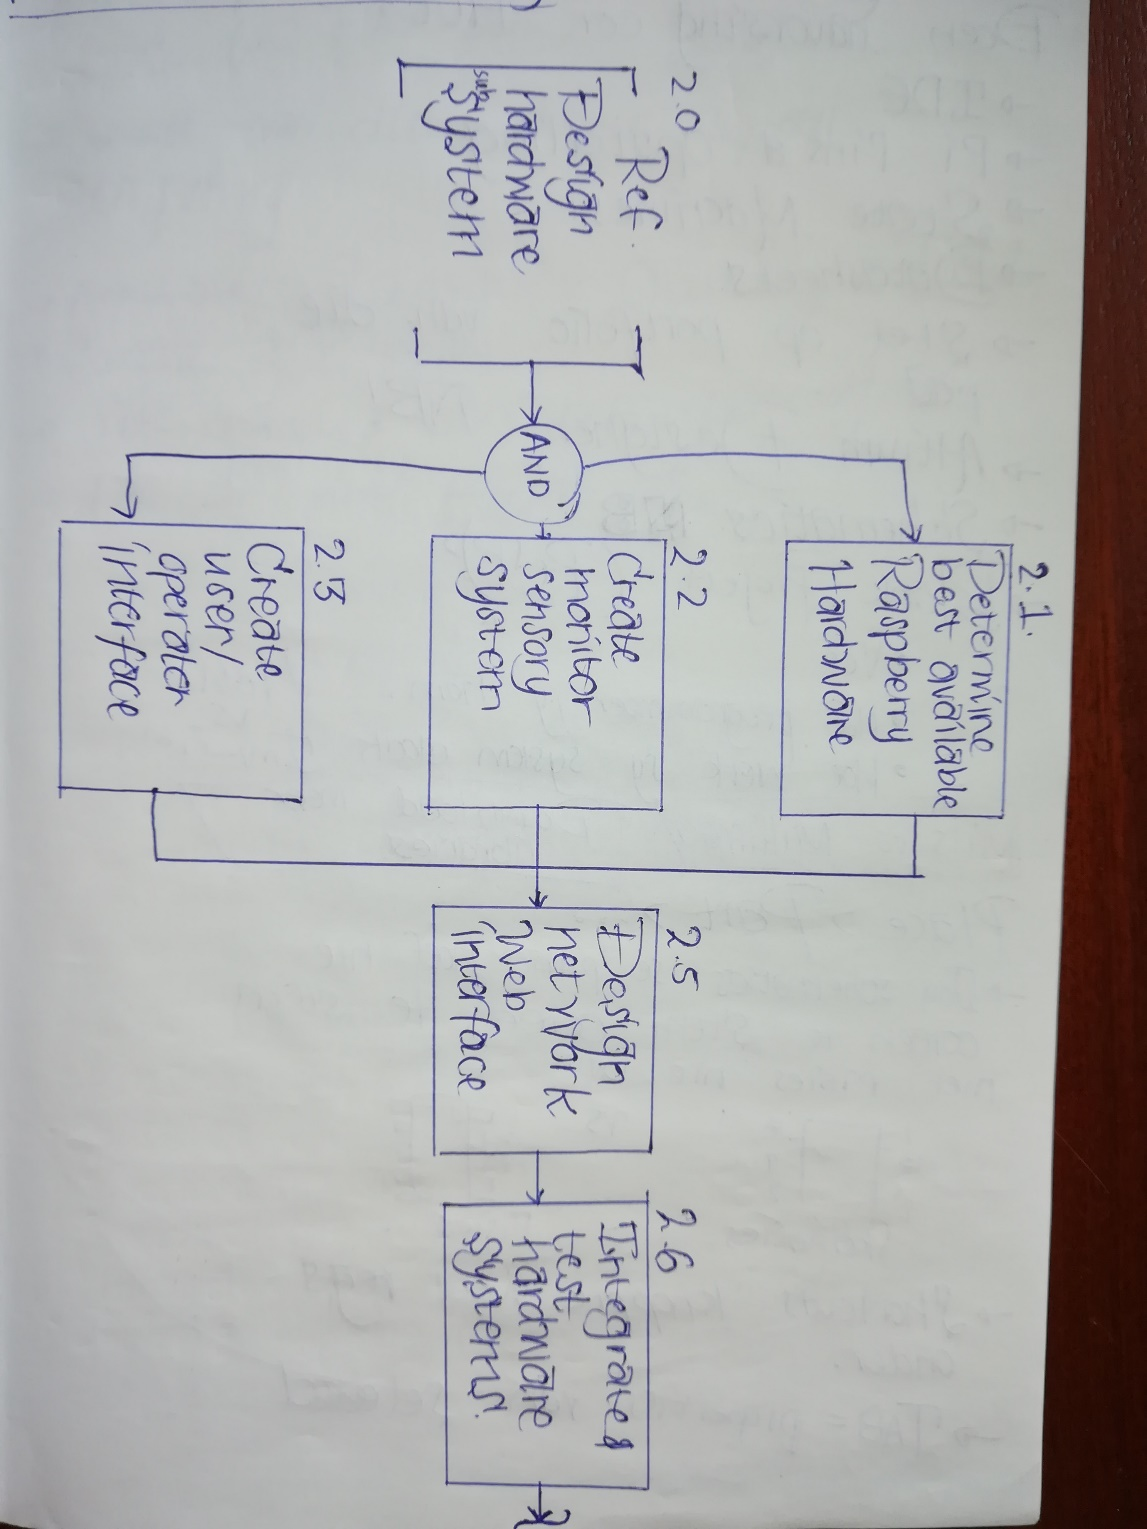 2.0 Ref.
Design
hardware
sub-
System
AND
2.1.
Determine
best available
Raspberry
Hardware
2.2
Create
monitor
sensory
system
2.3
Create
user/
operator
interface
2.5
Design
network
Web
interface
2.6
Integrate &
test
hardware
systems.